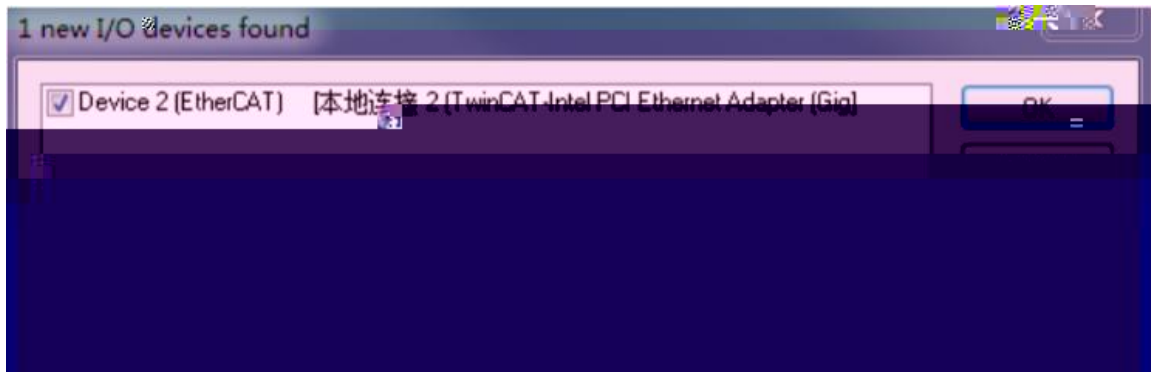 1 new I/O devices found
Device 2 (EtherCAT) [本地连接 2 (TwinCAT-Intel PCI Ethernet Adapter (Gig]
OK